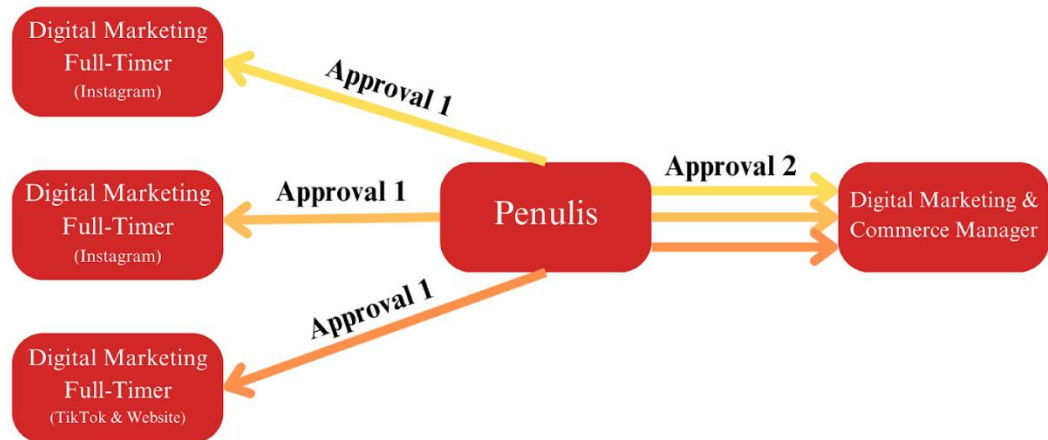 Digital Marketing
Full-Timer
(Instagram)
Approval 1
Digital Marketing
Full-Timer
(Instagram)
Approval 1
Penulis
Approval 2
Digital Marketing &
Commerce Manager
Approval 1
Digital Marketing
Full-Timer
(TikTok & Website)